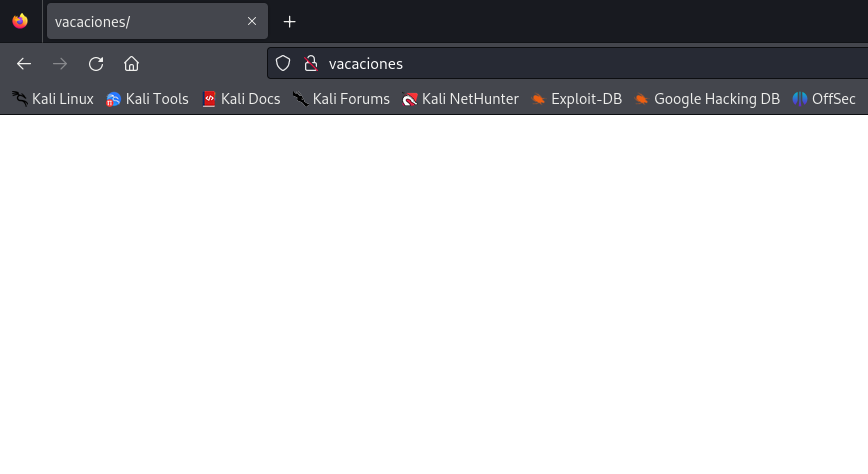 vacaciones/
vacaciones
Kali Linux Kali Tools Kali Docs Kali Forums Kali NetHunter Exploit-DB Google Hacking DB OffSec